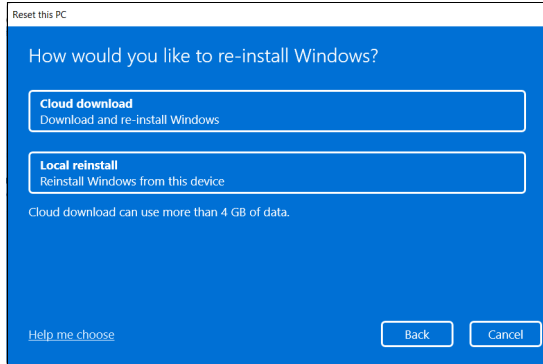 Reset this PC
How would you like to re-install Windows?
Cloud download
Download and re-install Windows
Local reinstall
Reinstall Windows from this device
Cloud download can use more than 4 GB of data.
Help me choose
Back
Cancel